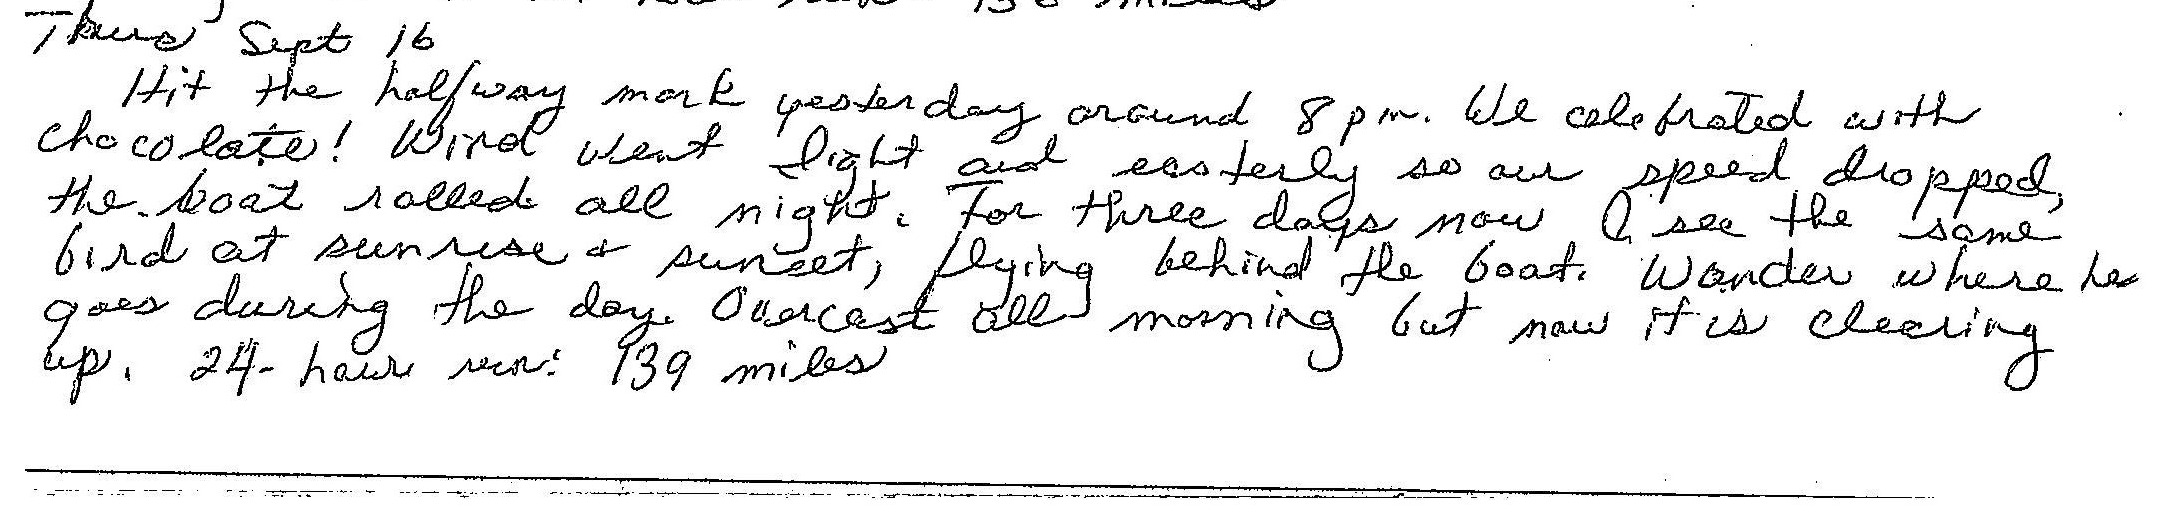 136 miles
Thurs Sept 16
Hit the halfway mark yesterday around 8 pm. We celebrated with
chocolate! Wind went light and easterly so our speed dropped,
the boat rolled all night. For three days now I see the same
bird at sunrise & sunset, flying behind the boat. Wonder where he
goes during the day. Overcast all morning but now it is clearing
up. 24-hour run: 139 miles